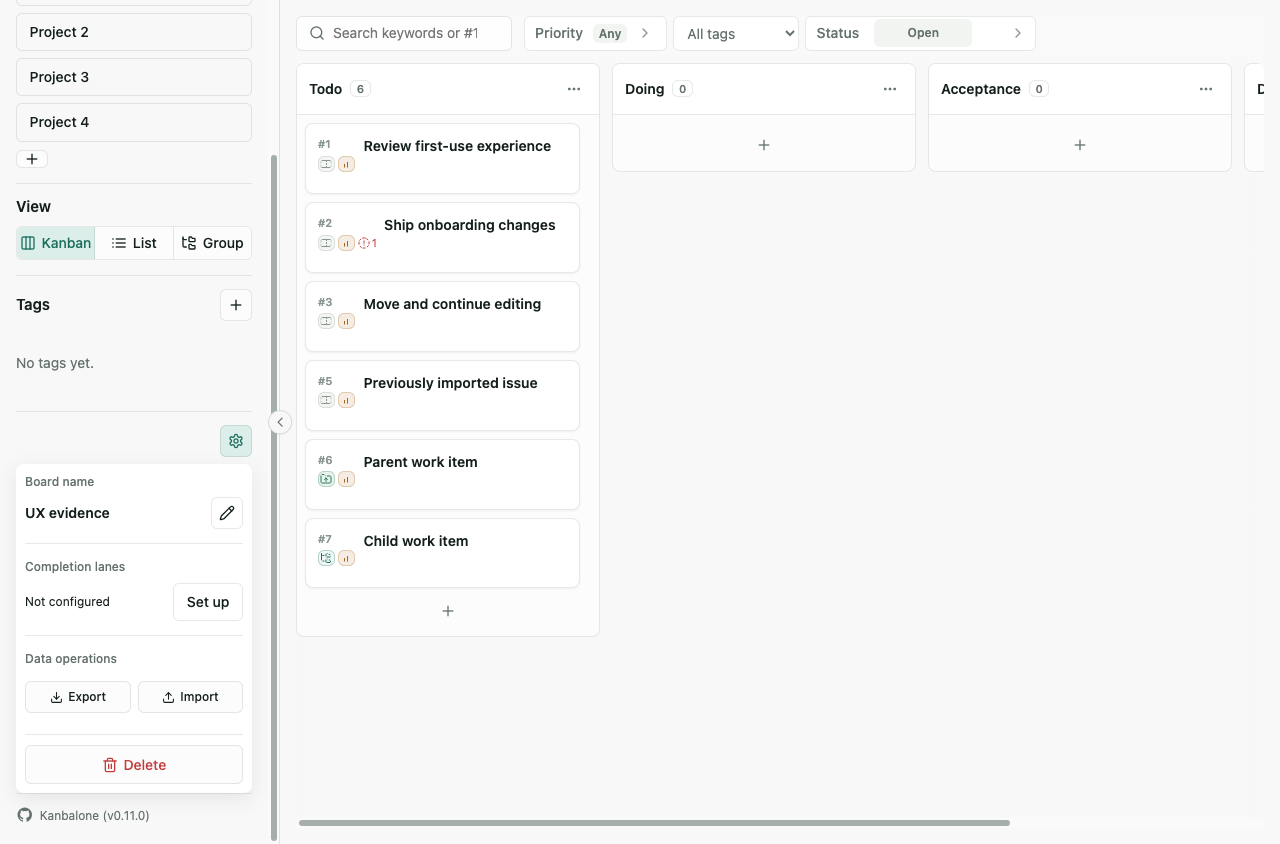 Project 2
Project 3
Project 4
View
Kanban List Group
Tags
No tags yet.
Board name
UX evidence
Completion lanes
Not configured Set up
Data operations
Export Import
Delete
Kanbalone (v0.11.0)
Search keywords or #1 Priority Any All tags Status Open
Todo 6
#1 Review first-use experience
#2 Ship onboarding changes
1
#3 Move and continue editing
#5 Previously imported issue
#6 Parent work item
#7 Child work item
Doing 0
Acceptance 0